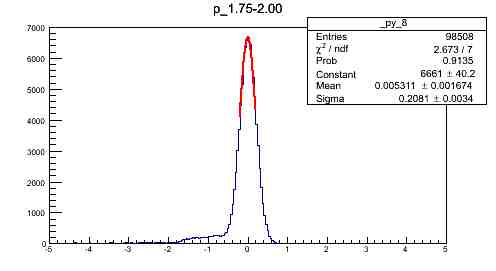 p_1.75-2.00
_py_8
Entries 98508
χ² / ndf 2.673 / 7
Prob 0.9135
Constant 6661 ± 40.2
Mean 0.005311 ± 0.001674
Sigma 0.2081 ± 0.0034
7000
6000
5000
4000
3000
2000
1000
0
-5 -4 -3 -2 -1 0 1 2 3 4 5